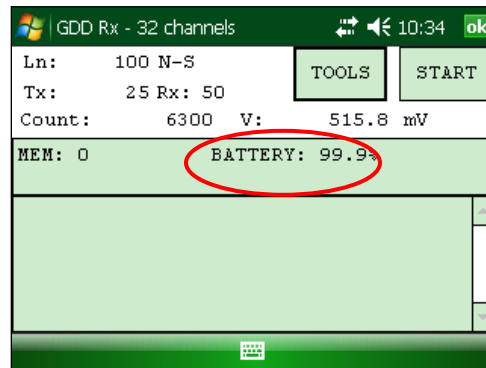 GDD Rx - 32 channels 10:34 ok
Ln: 100 N-S
TOOLS START
Tx: 25 Rx: 50
Count: 6300 V: 515.8 mV
MEM: 0 BATTERY: 99.9%